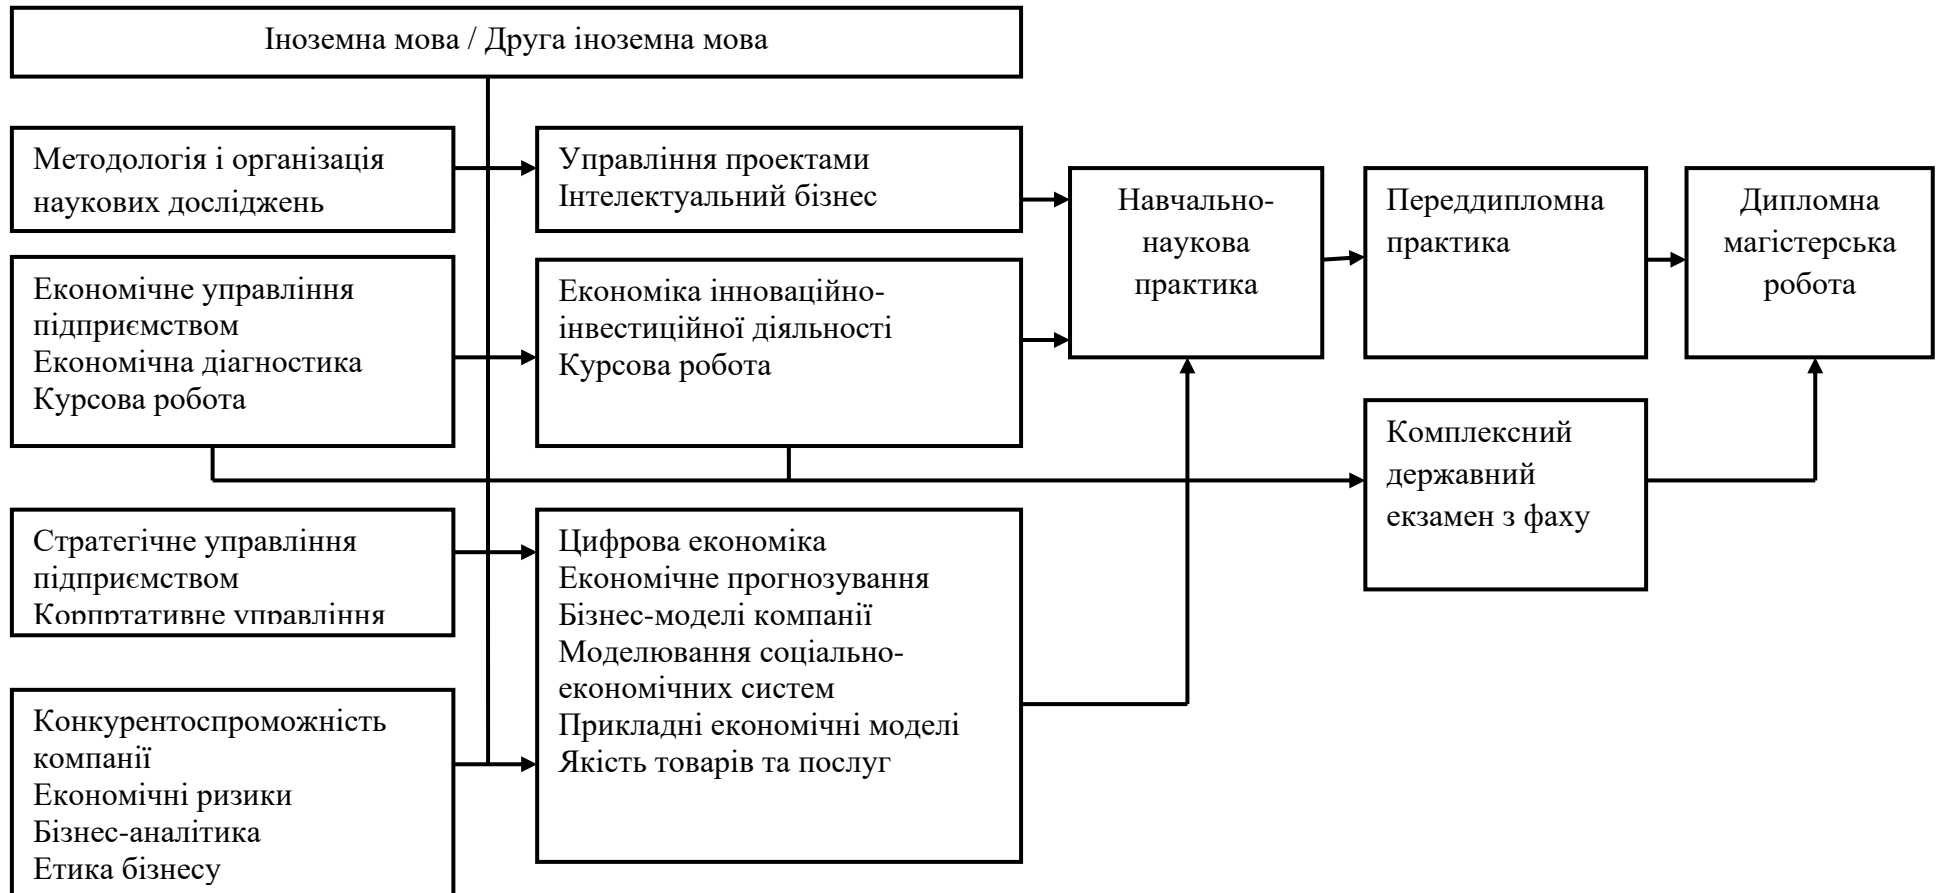 Іноземна мова / Друга іноземна мова
Методологія і організація
наукових досліджень
Управління проектами
Інтелектуальний бізнес
Навчально-
наукова
практика
Переддипломна
практика
Дипломна
магістерська
робота
Економічне управління
підприємством
Економічна діагностика
Курсова робота
Економіка інноваційно-
інвестиційної діяльності
Курсова робота
Комплексний
державний
екзамен з фаху
Стратегічне управління
підприємством
Корпртативне управління
Цифрова економіка
Економічне прогнозування
Бізнес-моделі компанії
Моделювання соціально-
економічних систем
Прикладні економічні моделі
Якість товарів та послуг
Конкурентоспроможність
компанії
Економічні ризики
Бізнес-аналітика
Етика бізнесу